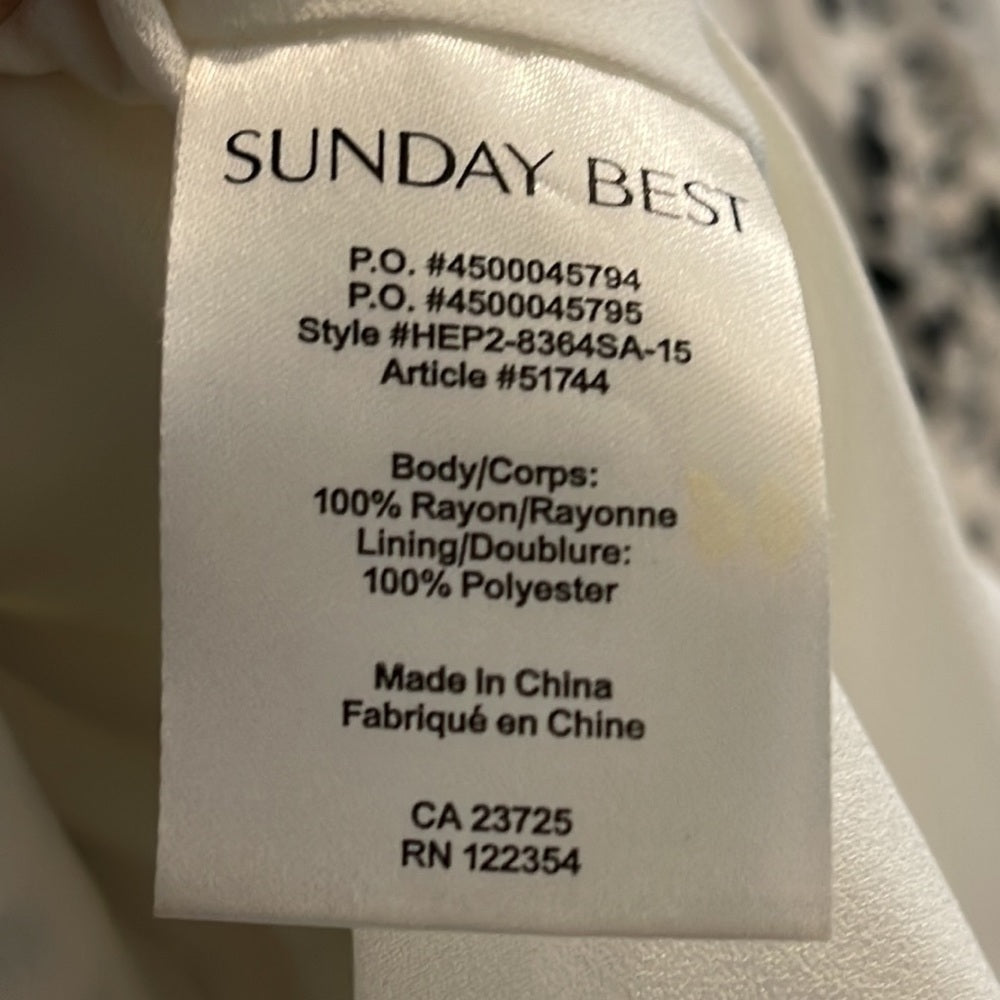 SUNDAY BEST
P.O. #4500045794
P.O. #4500045795
Style #HEP2-8364SA-15
Article #51744
Body/Corps:
100% Rayon/Rayonne
Lining/Doublure:
100% Polyester
Made In China
Fabriqué en Chine
CA 23725
RN 122354